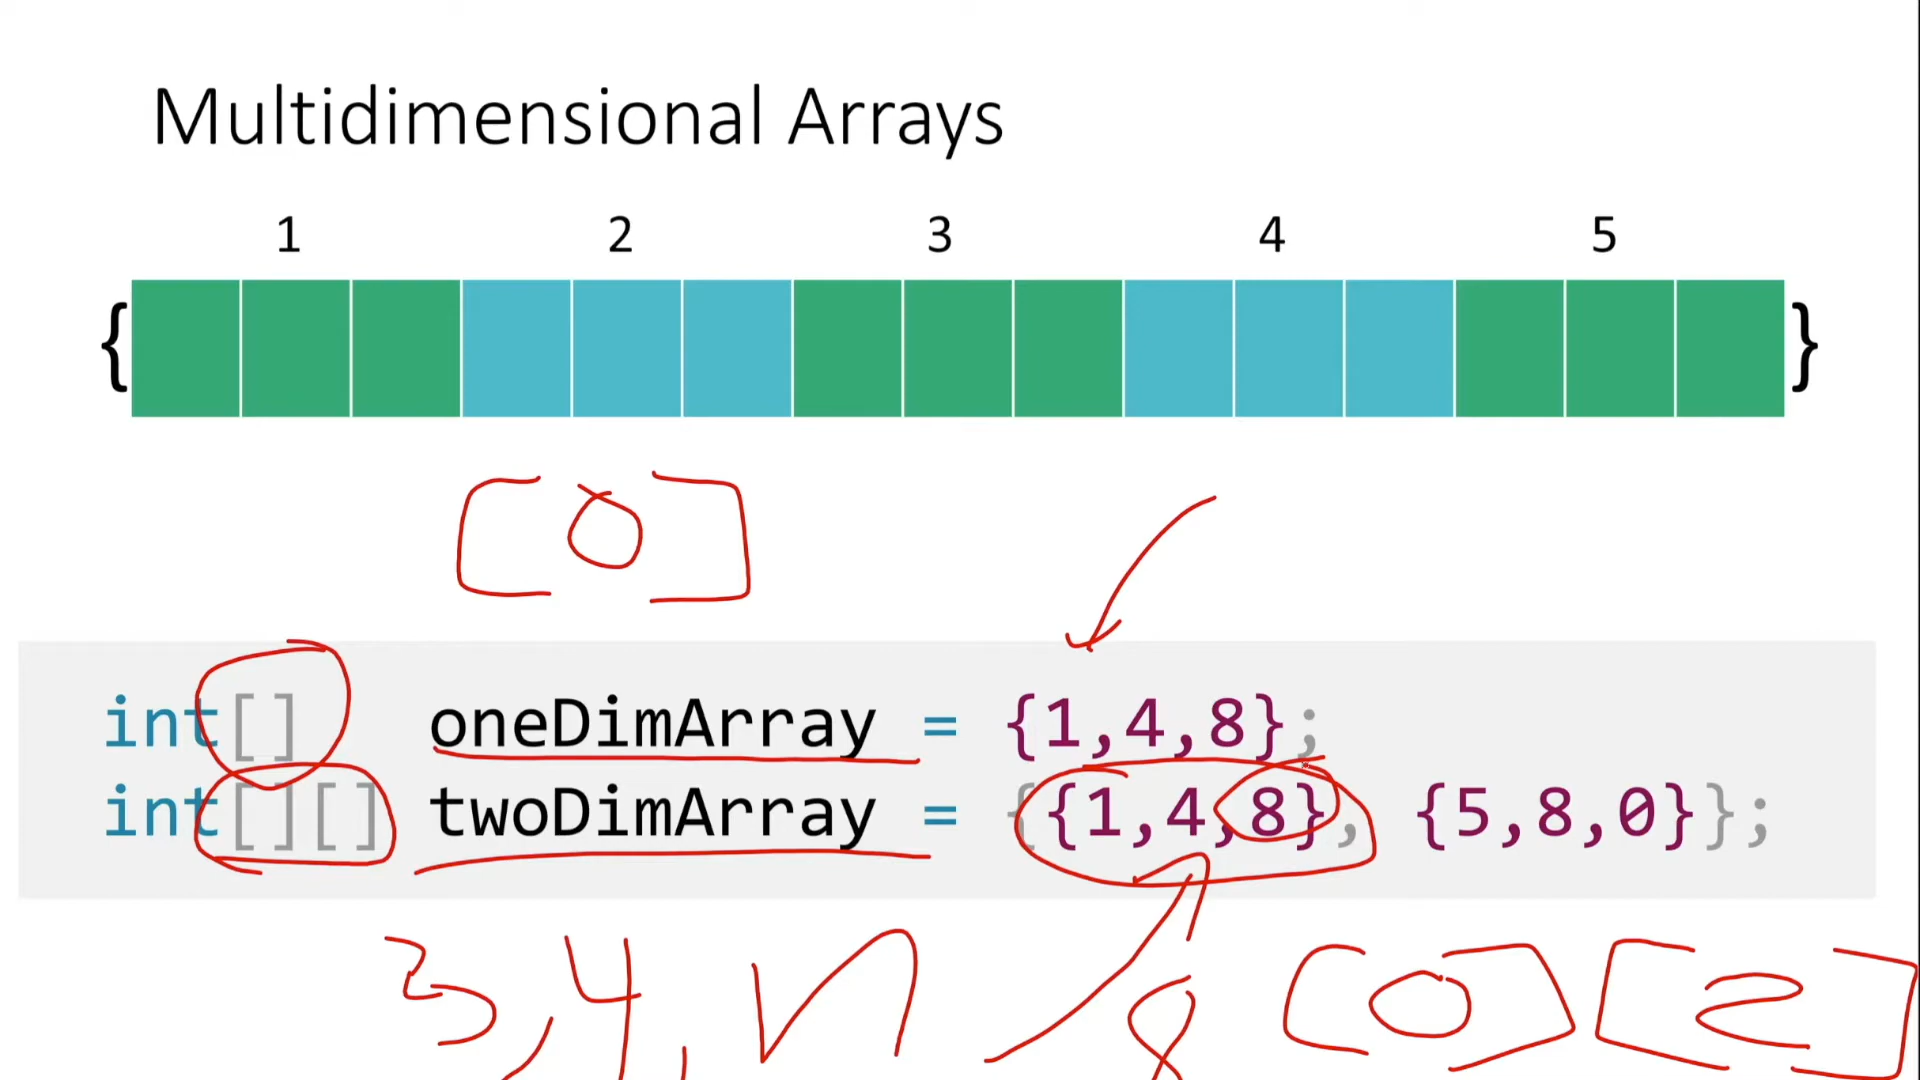 Multidimensional Arrays
1 2 3 4 5
{ }
[0]
int[] oneDimArray = {1,4,8};
int[][] twoDimArray = {{1,4,8}, {5,8,0}};
3,4,n 8 [0][2]